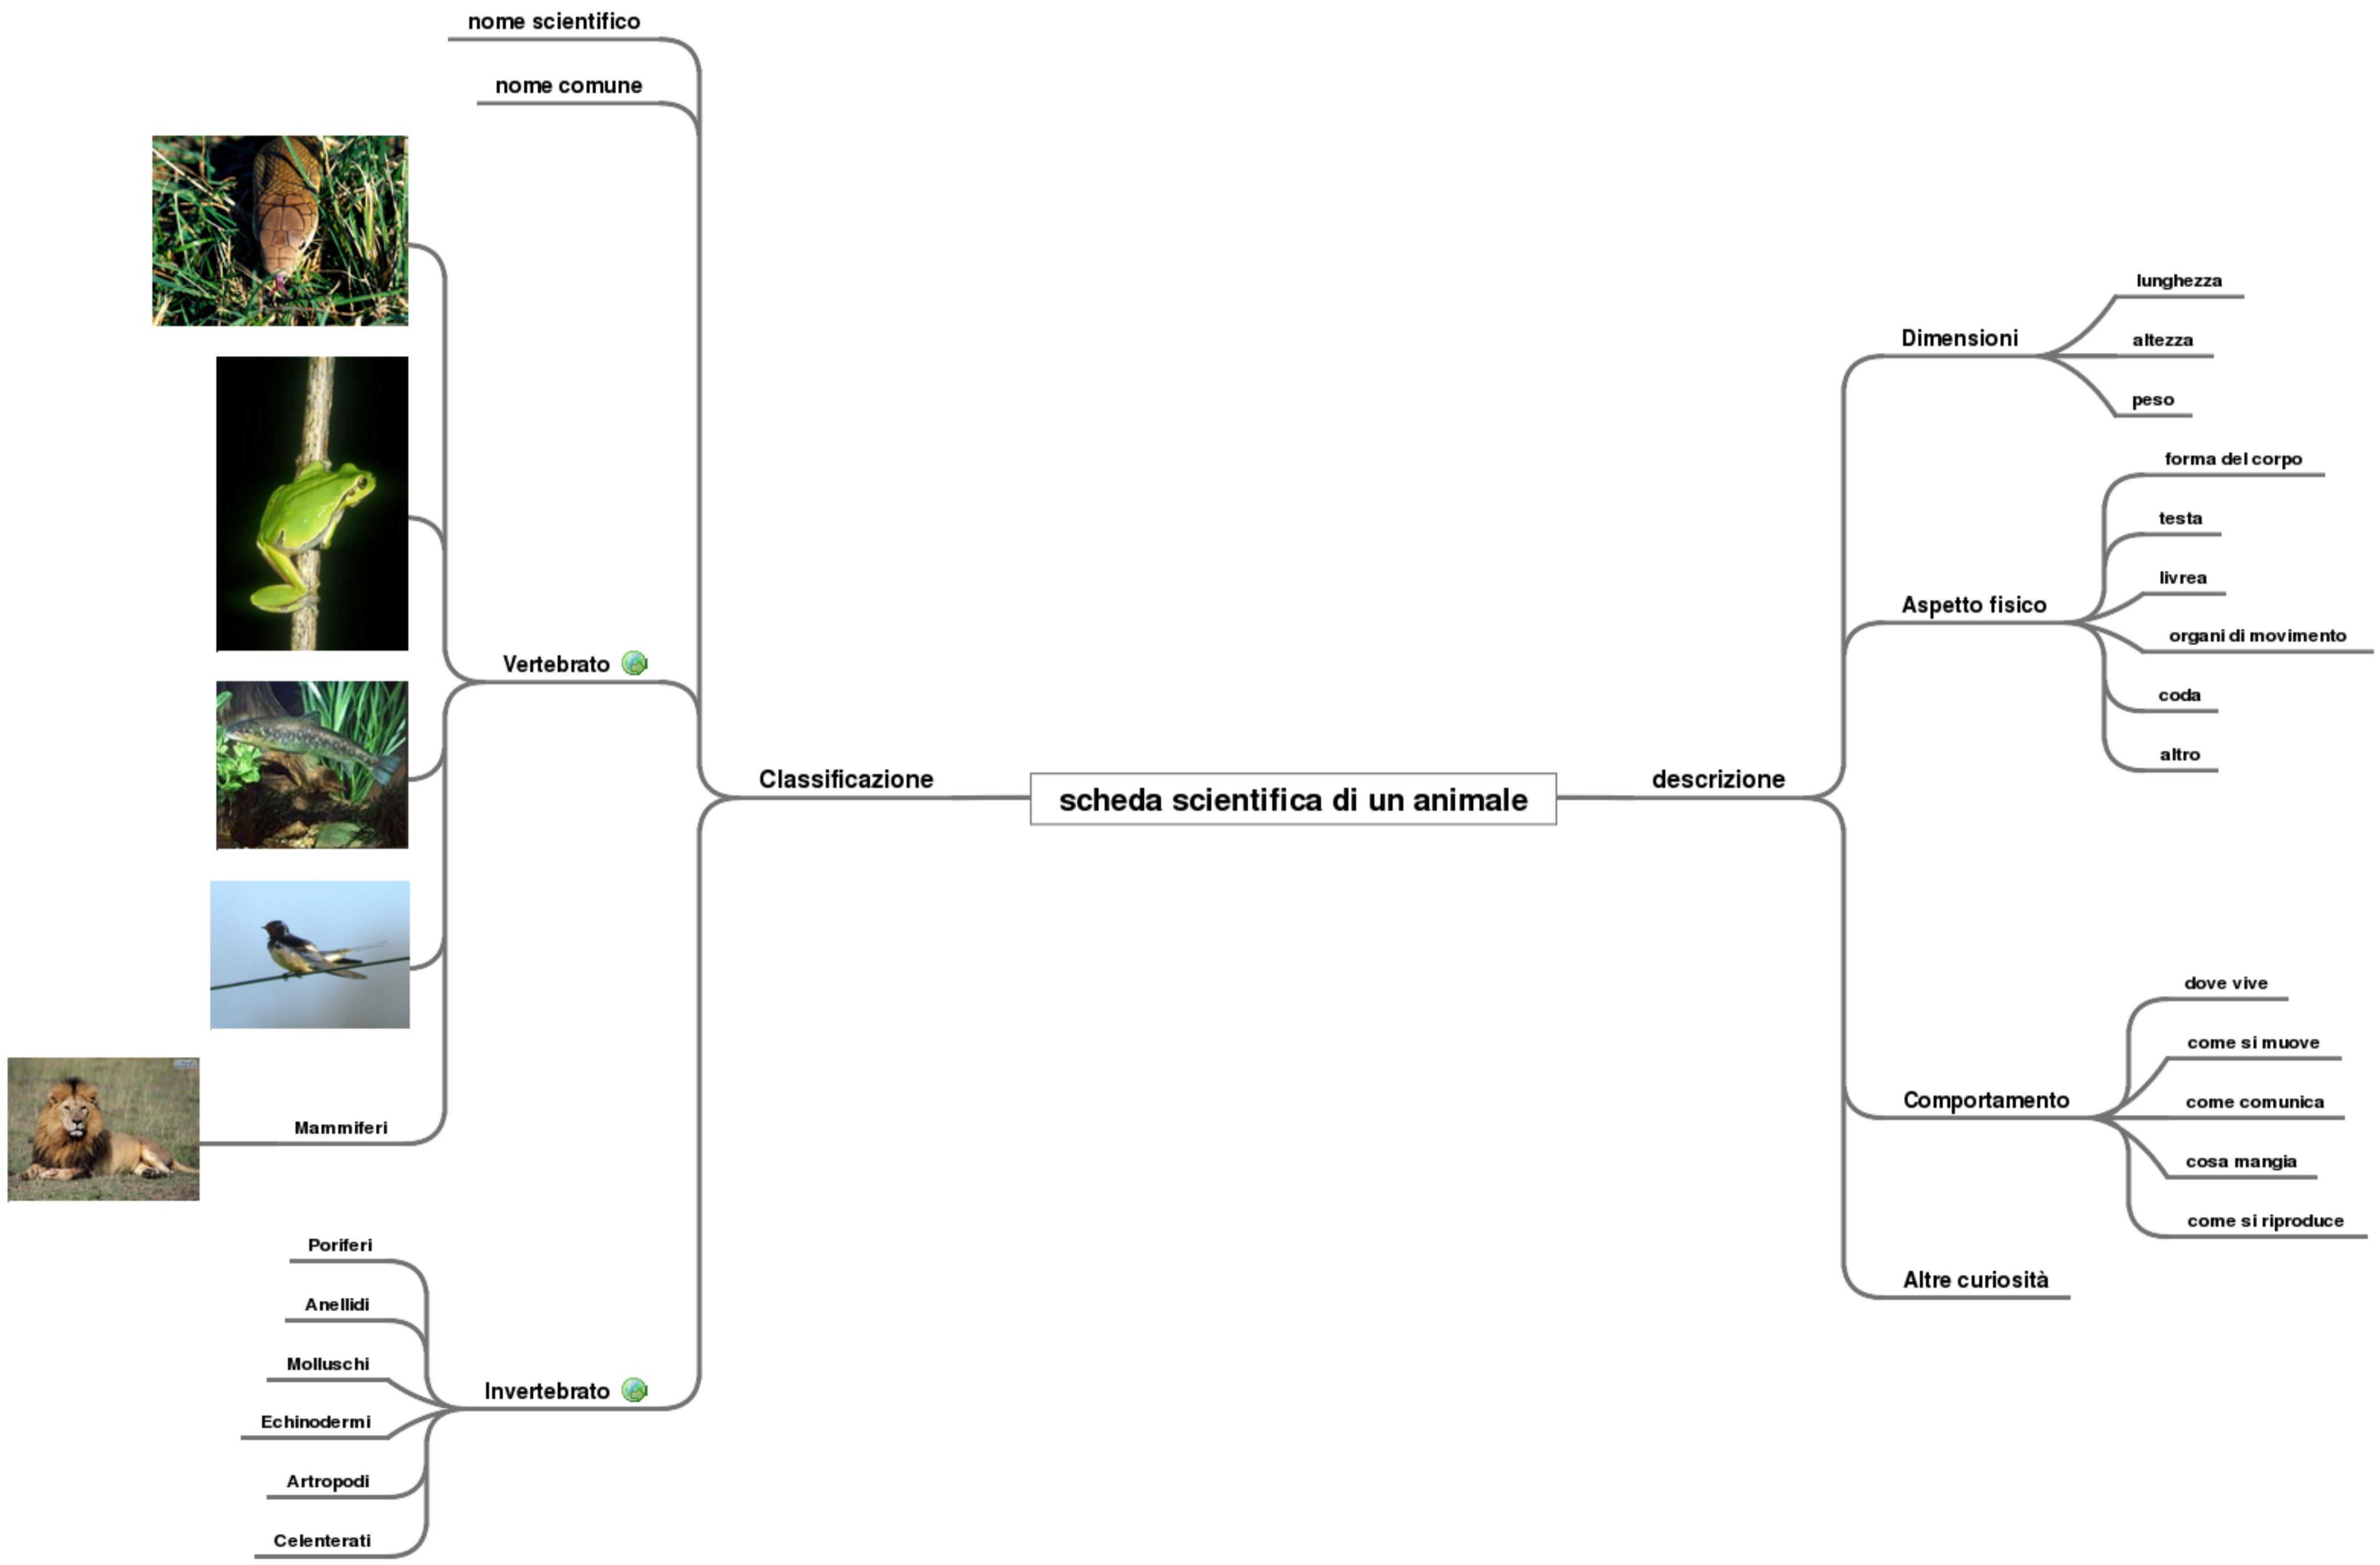 nome scientifico
nome comune
Vertebrato
Mammiferi
Poriferi
Anellidi
Molluschi
Echinodermi
Artropodi
Celenterati
Invertebrato
Classificazione
scheda scientifica di un animale
descrizione
Dimensioni
lunghezza
altezza
peso
Aspetto fisico
forma del corpo
testa
livrea
organi di movimento
coda
altro
Comportamento
dove vive
come si muove
come comunica
cosa mangia
come si riproduce
Altre curiosità